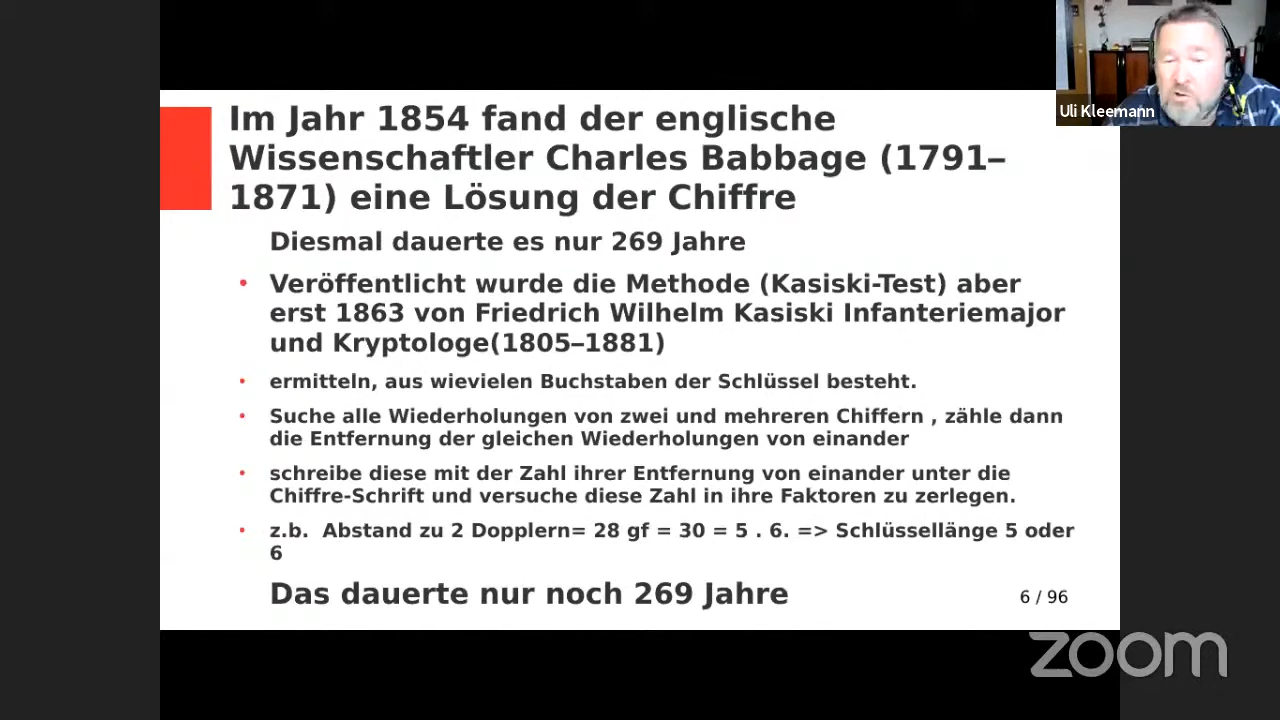 Im Jahr 1854 fand der englische
Wissenschaftler Charles Babbage (1791–
1871) eine Lösung der Chiffre
Diesmal dauerte es nur 269 Jahre
• Veröffentlicht wurde die Methode (Kasiski-Test) aber
erst 1863 von Friedrich Wilhelm Kasiski Infanteriemajor
und Kryptologe(1805–1881)
• ermitteln, aus wievielen Buchstaben der Schlüssel besteht.
• Suche alle Wiederholungen von zwei und mehreren Chiffern , zähle dann
die Entfernung der gleichen Wiederholungen von einander
• schreibe diese mit der Zahl ihrer Entfernung von einander unter die
Chiffre-Schrift und versuche diese Zahl in ihre Faktoren zu zerlegen.
• z.b. Abstand zu 2 Dopplern= 28 gf = 30 = 5 . 6. => Schlüssellänge 5 oder
6
Das dauerte nur noch 269 Jahre
6 / 96
Uli Kleemann
zoom